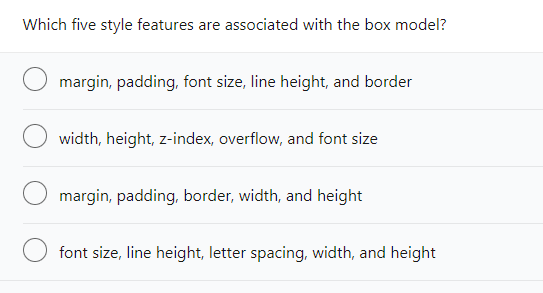 Which five style features are associated with the box model?
margin, padding, font size, line height, and border
width, height, z-index, overflow, and font size
margin, padding, border, width, and height
font size, line height, letter spacing, width, and height